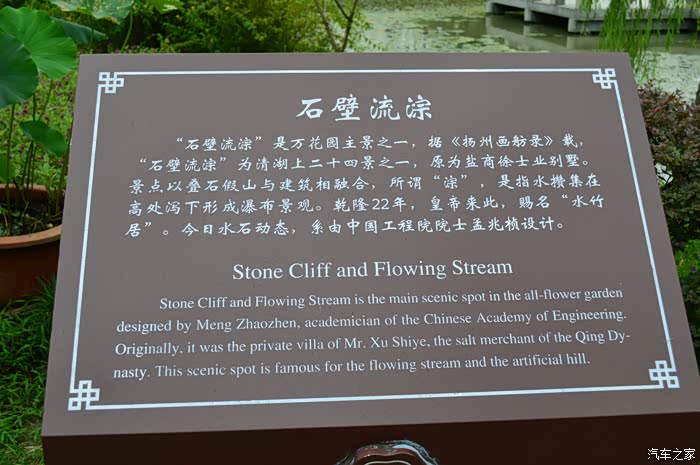 石壁流淙
“石壁流淙”是万花园主景之一，据《扬州画舫录》载，
“石壁流淙”为清湖上二十四景之一，原为盐商徐士业别墅。
景点以叠石假山与建筑相融合，所谓“淙”，是指水攒集在
高处泻下形成瀑布景观。乾隆22年，皇帝来此，赐名“水竹
居”。今日水石动态，系由中国工程院院士孟兆祯设计。
Stone Cliff and Flowing Stream
Stone Cliff and Flowing Stream is the main scenic spot in the all-flower garden
designed by Meng Zhaozhen, academician of the Chinese Academy of Engineering.
Originally, it was the private villa of Mr. Xu Shiye, the salt merchant of the Qing Dy-
nasty. This scenic spot is famous for the flowing stream and the artificial hill.
汽车之家